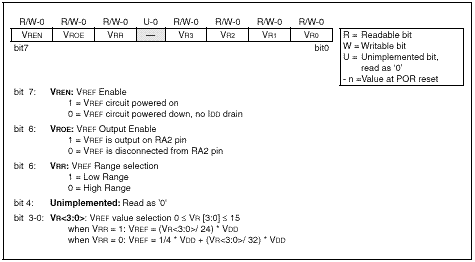 R/W-0 R/W-0 R/W-0 U-0 R/W-0 R/W-0 R/W-0 R/W-0
VREN VROE VRR — VR3 VR2 VR1 VR0
bit7 bit0
R = Readable bit
W = Writable bit
U = Unimplemented bit,
read as '0'
- n =Value at POR reset
bit 7: VREN: VREF Enable
1 = VREF circuit powered on
0 = VREF circuit powered down, no IDD drain
bit 6: VROE: VREF Output Enable
1 = VREF is output on RA2 pin
0 = VREF is disconnected from RA2 pin
bit 6: VRR: VREF Range selection
1 = Low Range
0 = High Range
bit 4: Unimplemented: Read as '0'
bit 3-0: VR<3:0>: VREF value selection 0 ≤ VR [3:0] ≤ 15
when VRR = 1: VREF = (VR<3:0>/ 24) * VDD
when VRR = 0: VREF = 1/4 * VDD + (VR<3:0>/ 32) * VDD